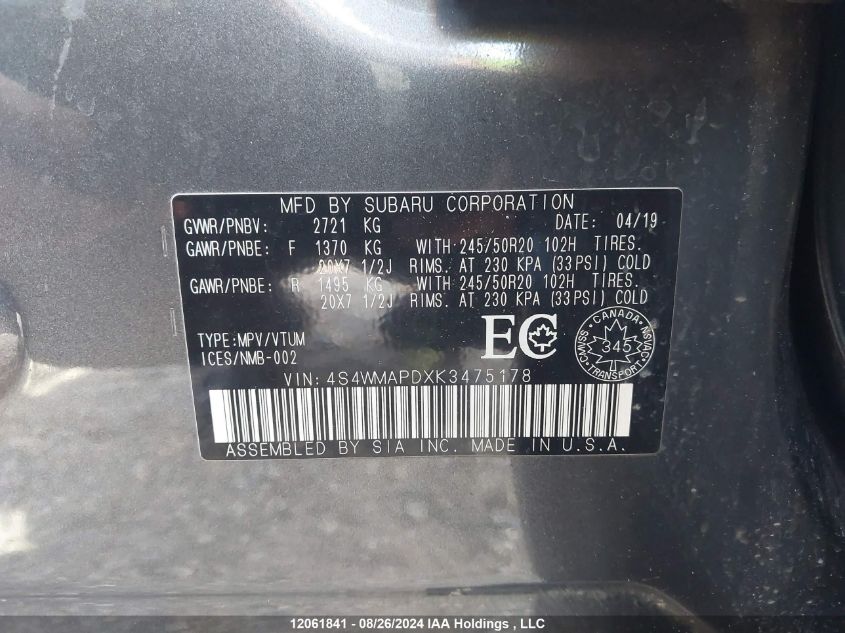 MFD BY SUBARU CORPORATION
GVWR/PNBV: 2721 KG DATE: 04/19
GAWR/PNBE: F 1370 KG WITH 245/50R20 102H TIRES.
20X7 1/2J RIMS. AT 230 KPA (33PSI) COLD
GAWR/PNBE: R 1495 KG WITH 245/50R20 102H TIRES.
20X7 1/2J RIMS. AT 230 KPA (33PSI) COLD
TYPE:MPV/VTUM
ICES/NMB-002
EC
CANADA
SVMSS 345 NSVAC
TRANSPORT
VIN: 4S4WMAPDXK3475178
ASSEMBLED BY SIA INC. MADE IN U.S.A.
12061841 - 08/26/2024 IAA Holdings , LLC